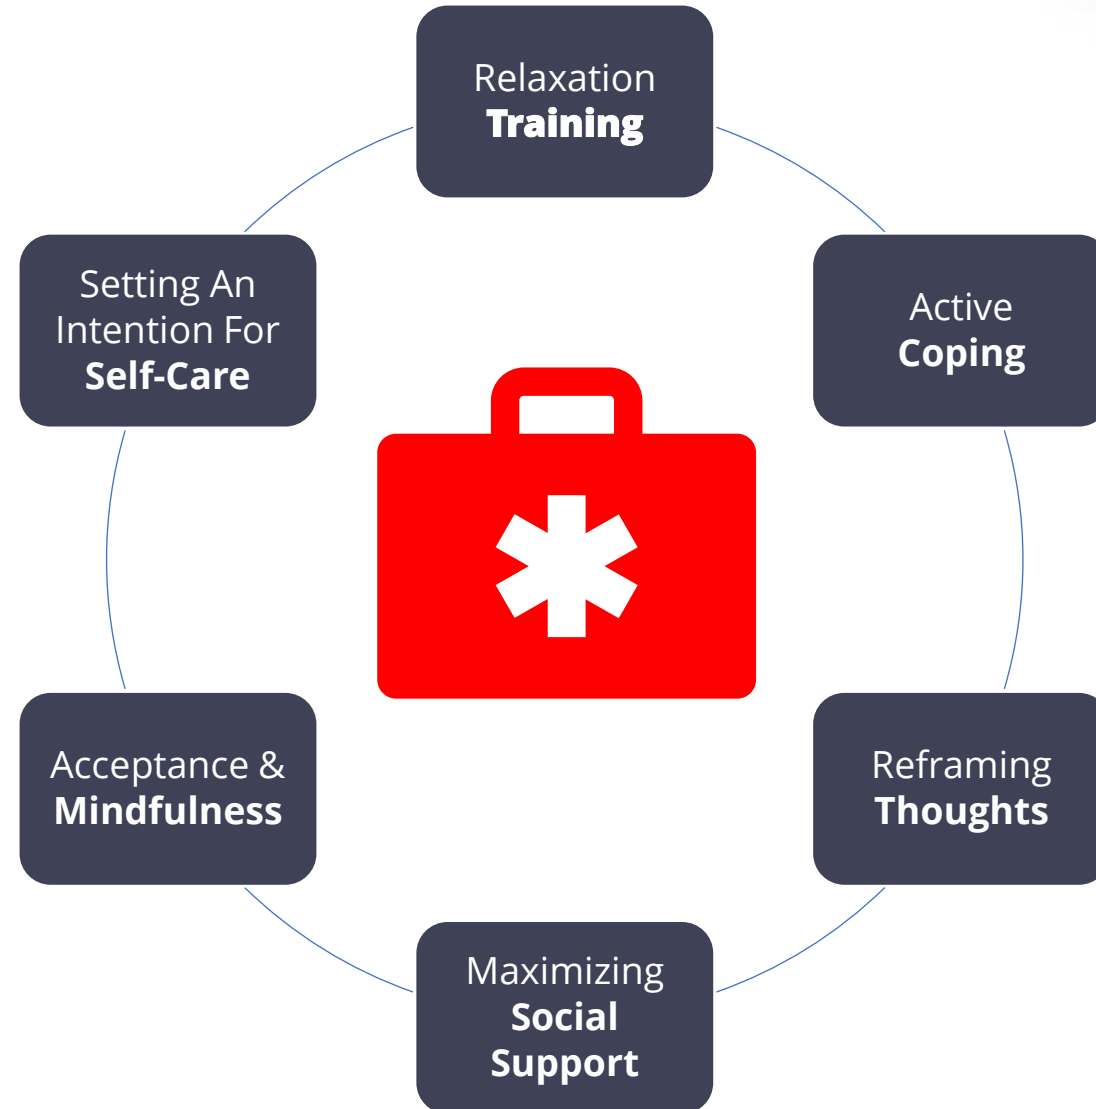 Relaxation
Training
Active
Coping
Reframing
Thoughts
Maximizing
Social
Support
Acceptance &
Mindfulness
Setting An
Intention For
Self-Care